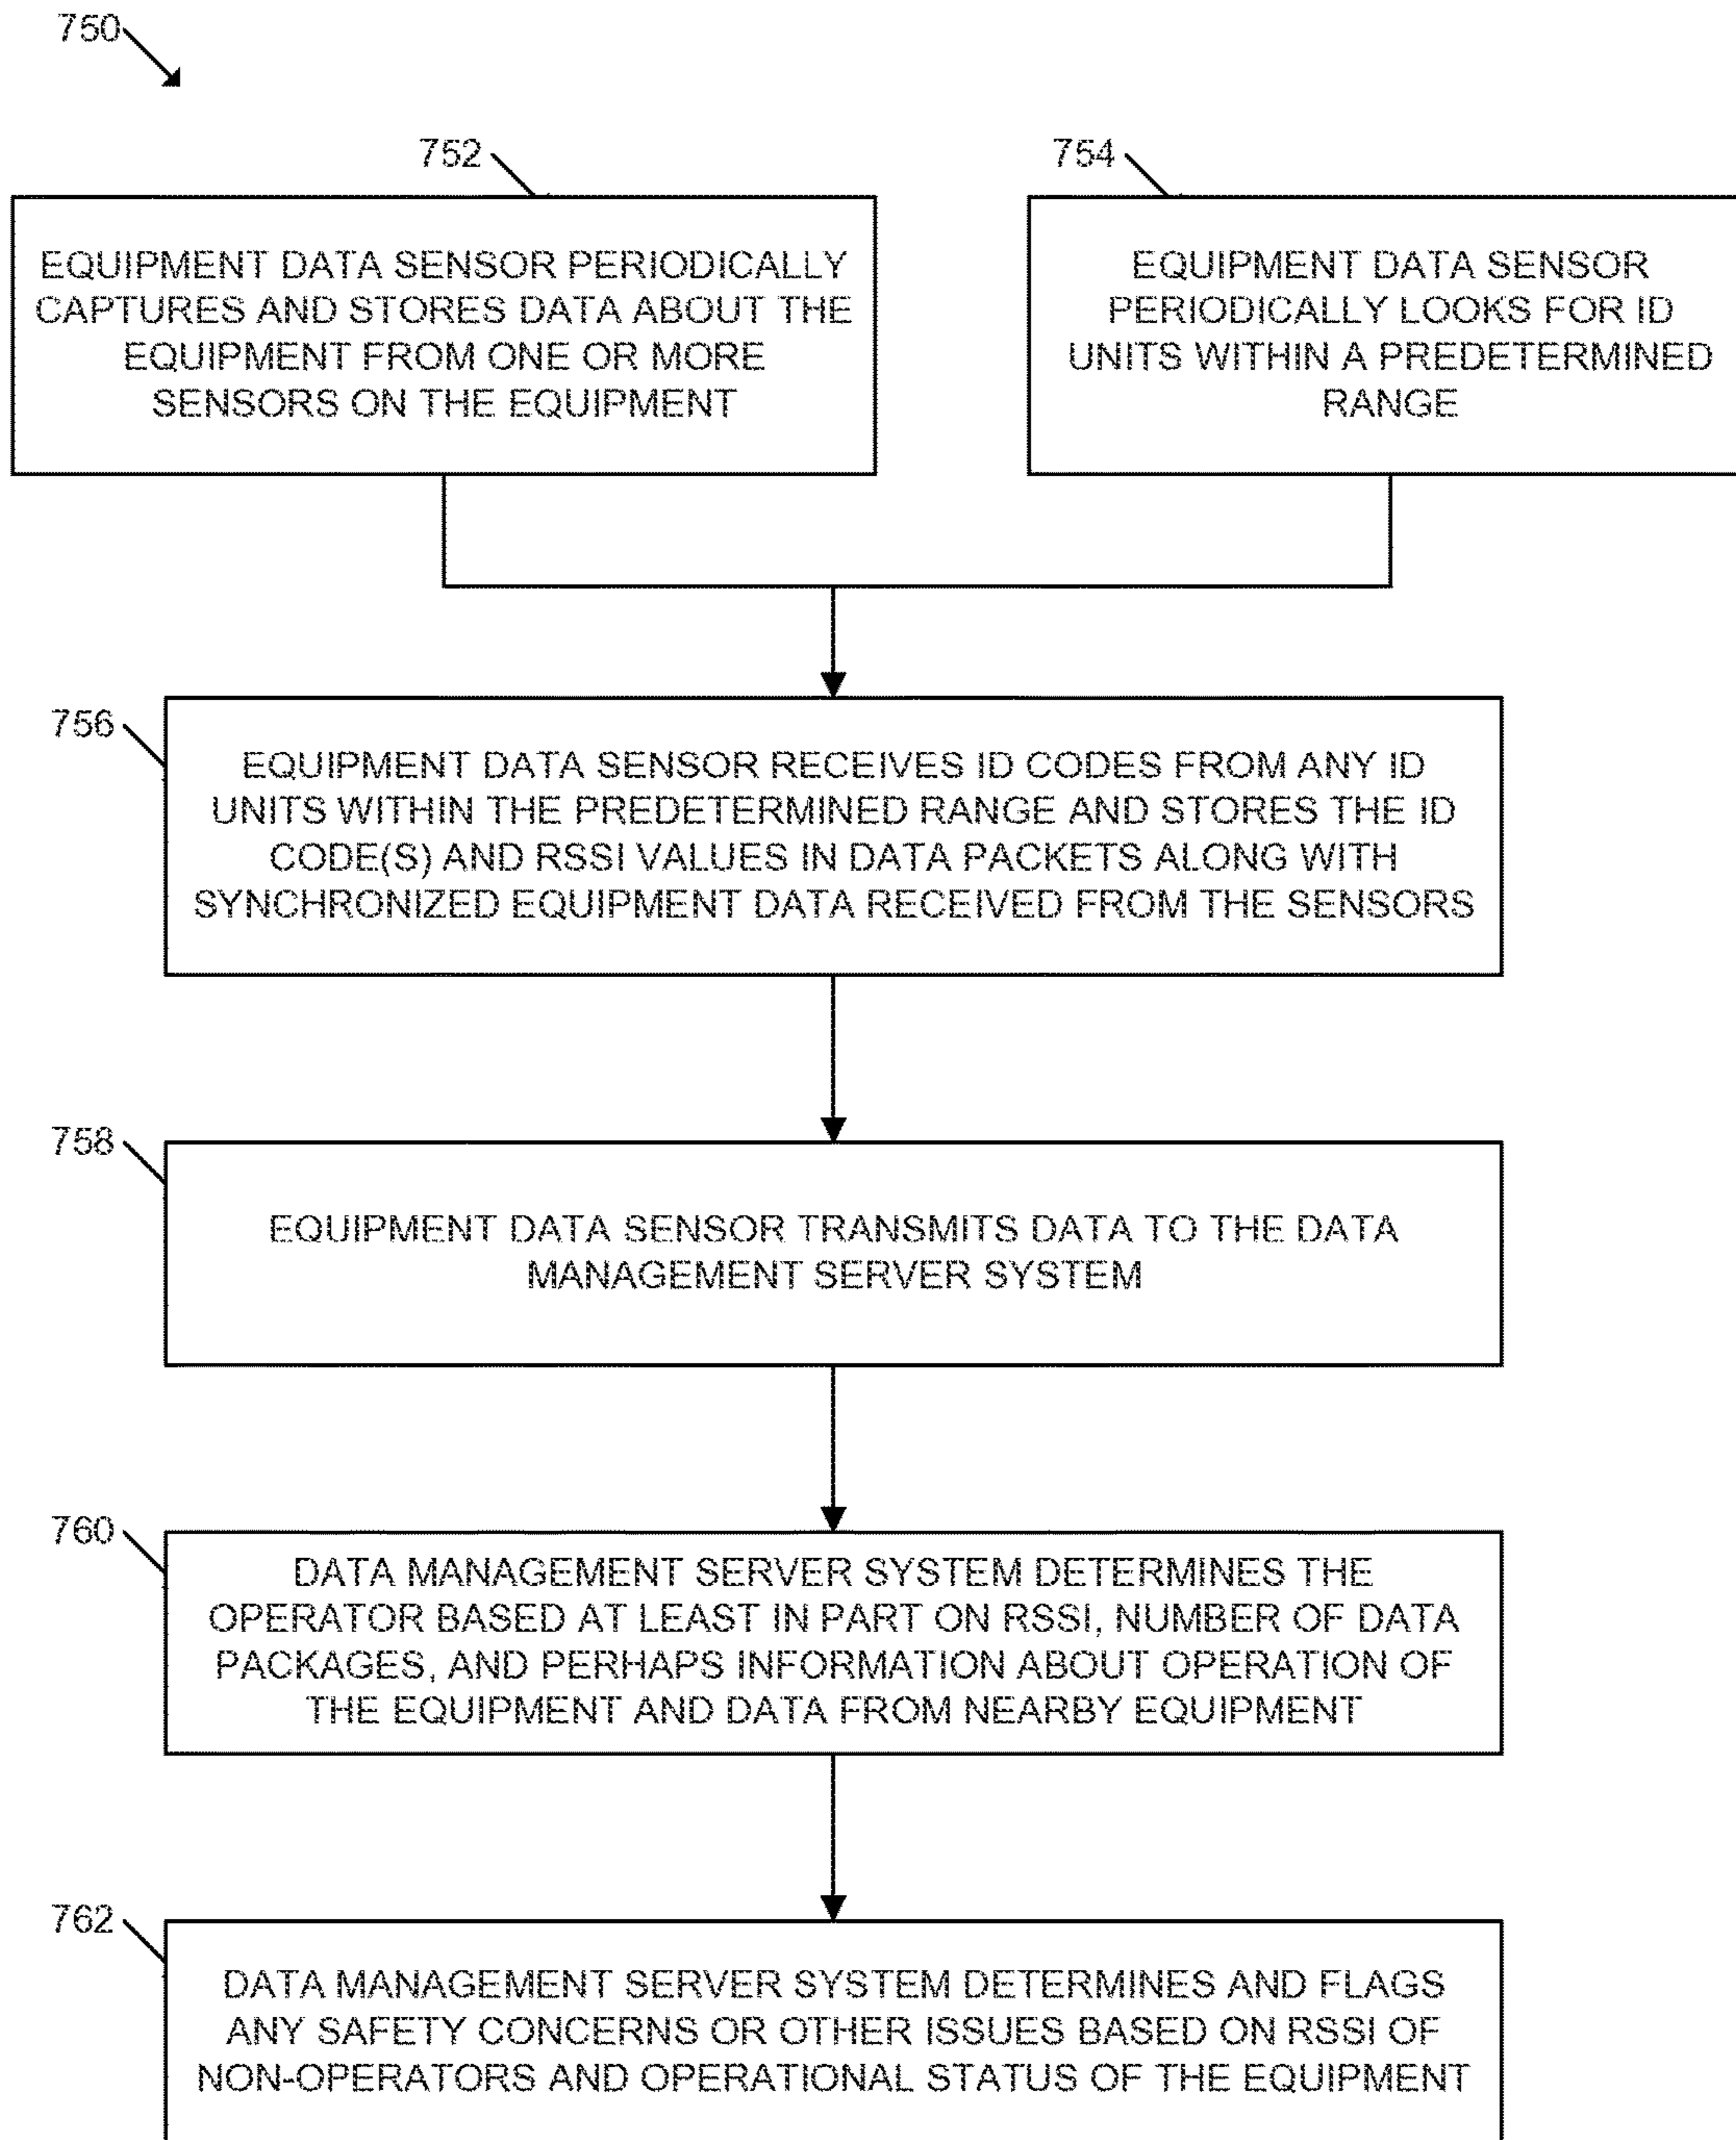 750
752
754
EQUIPMENT DATA SENSOR PERIODICALLY
CAPTURES AND STORES DATA ABOUT THE
EQUIPMENT FROM ONE OR MORE
SENSORS ON THE EQUIPMENT
EQUIPMENT DATA SENSOR
PERIODICALLY LOOKS FOR ID
UNITS WITHIN A PREDETERMINED
RANGE
756
EQUIPMENT DATA SENSOR RECEIVES ID CODES FROM ANY ID
UNITS WITHIN THE PREDETERMINED RANGE AND STORES THE ID
CODE(S) AND RSSI VALUES IN DATA PACKETS ALONG WITH
SYNCHRONIZED EQUIPMENT DATA RECEIVED FROM THE SENSORS
758
EQUIPMENT DATA SENSOR TRANSMITS DATA TO THE DATA
MANAGEMENT SERVER SYSTEM
760
DATA MANAGEMENT SERVER SYSTEM DETERMINES THE
OPERATOR BASED AT LEAST IN PART ON RSSI, NUMBER OF DATA
PACKAGES, AND PERHAPS INFORMATION ABOUT OPERATION OF
THE EQUIPMENT AND DATA FROM NEARBY EQUIPMENT
762
DATA MANAGEMENT SERVER SYSTEM DETERMINES AND FLAGS
ANY SAFETY CONCERNS OR OTHER ISSUES BASED ON RSSI OF
NON-OPERATORS AND OPERATIONAL STATUS OF THE EQUIPMENT